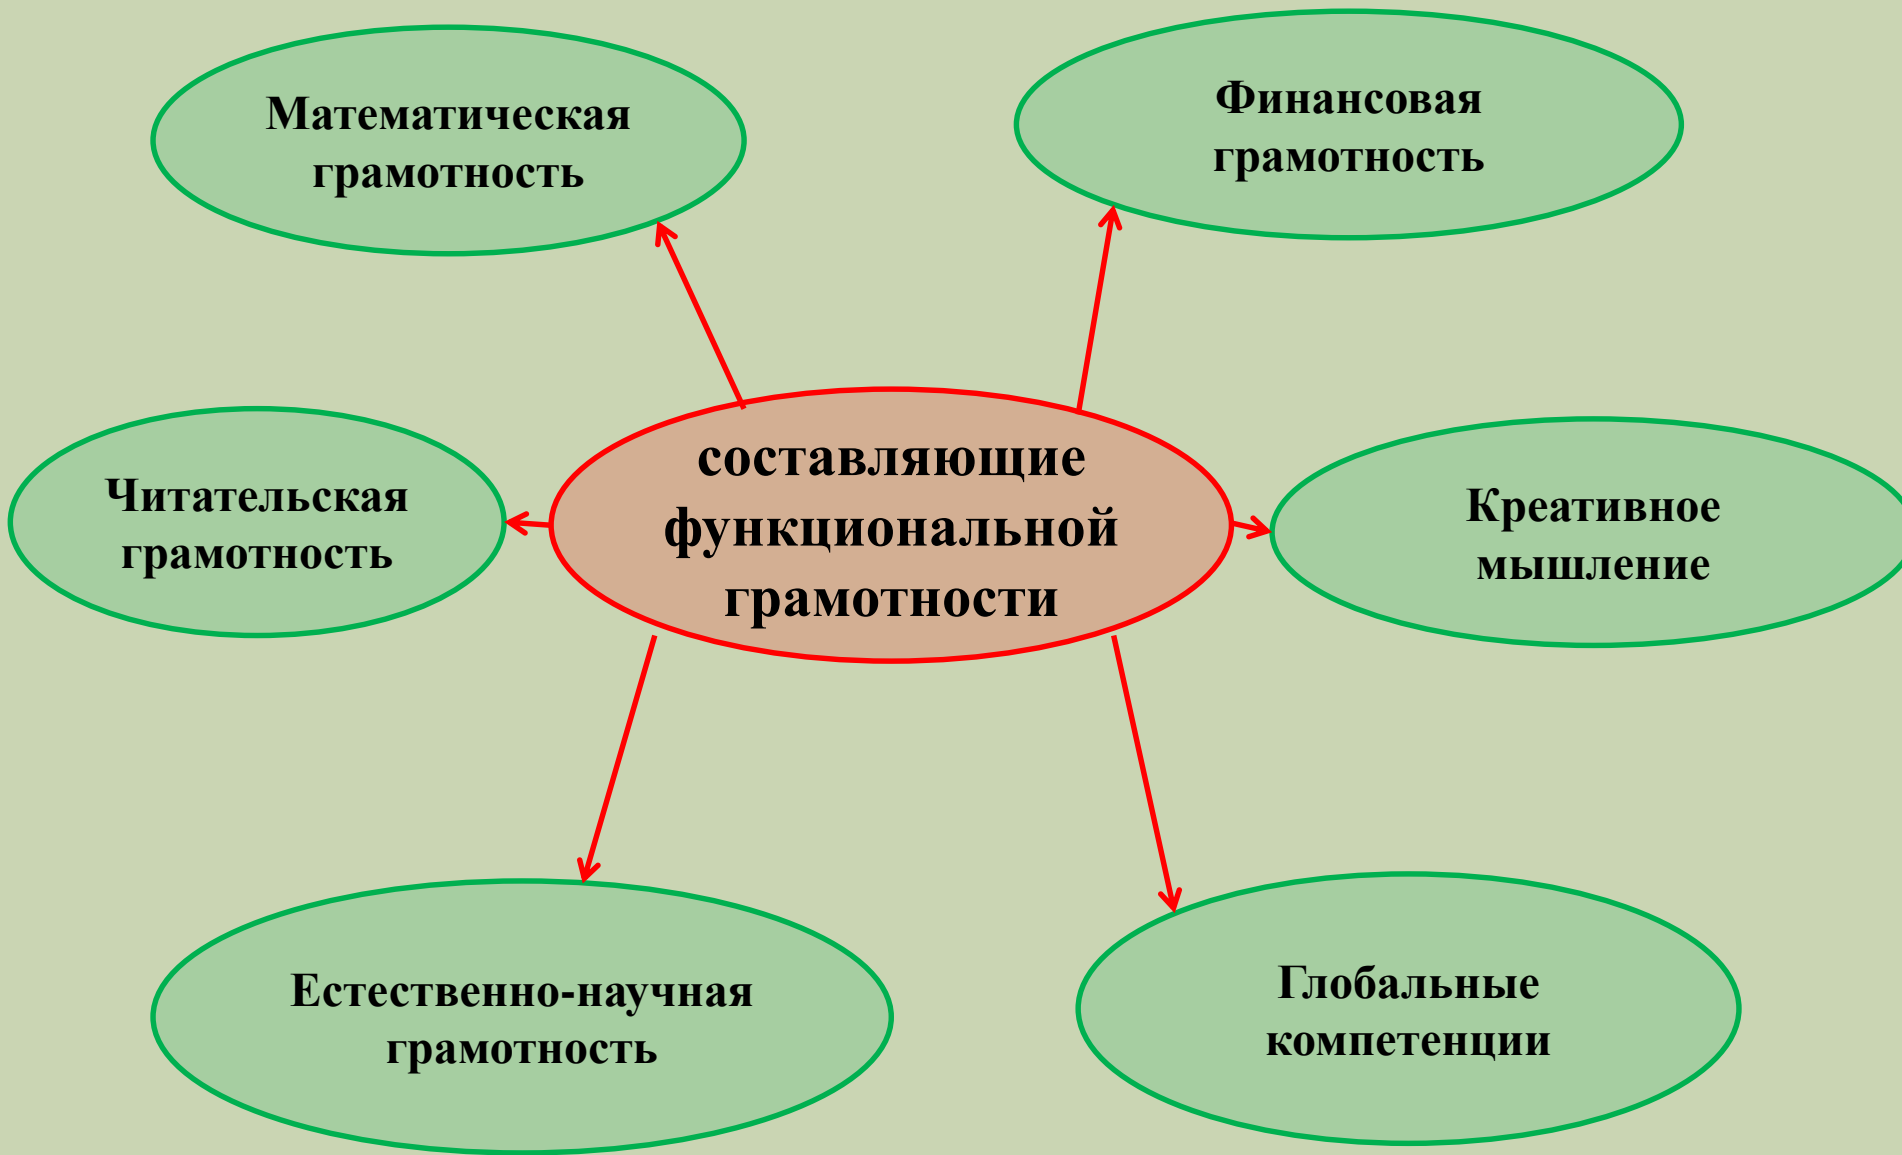 Математическая
грамотность
Финансовая
грамотность
составляющие
функциональной
грамотности
Читательская
грамотность
Креативное
мышление
Естественно-научная
грамотность
Глобальные
компетенции